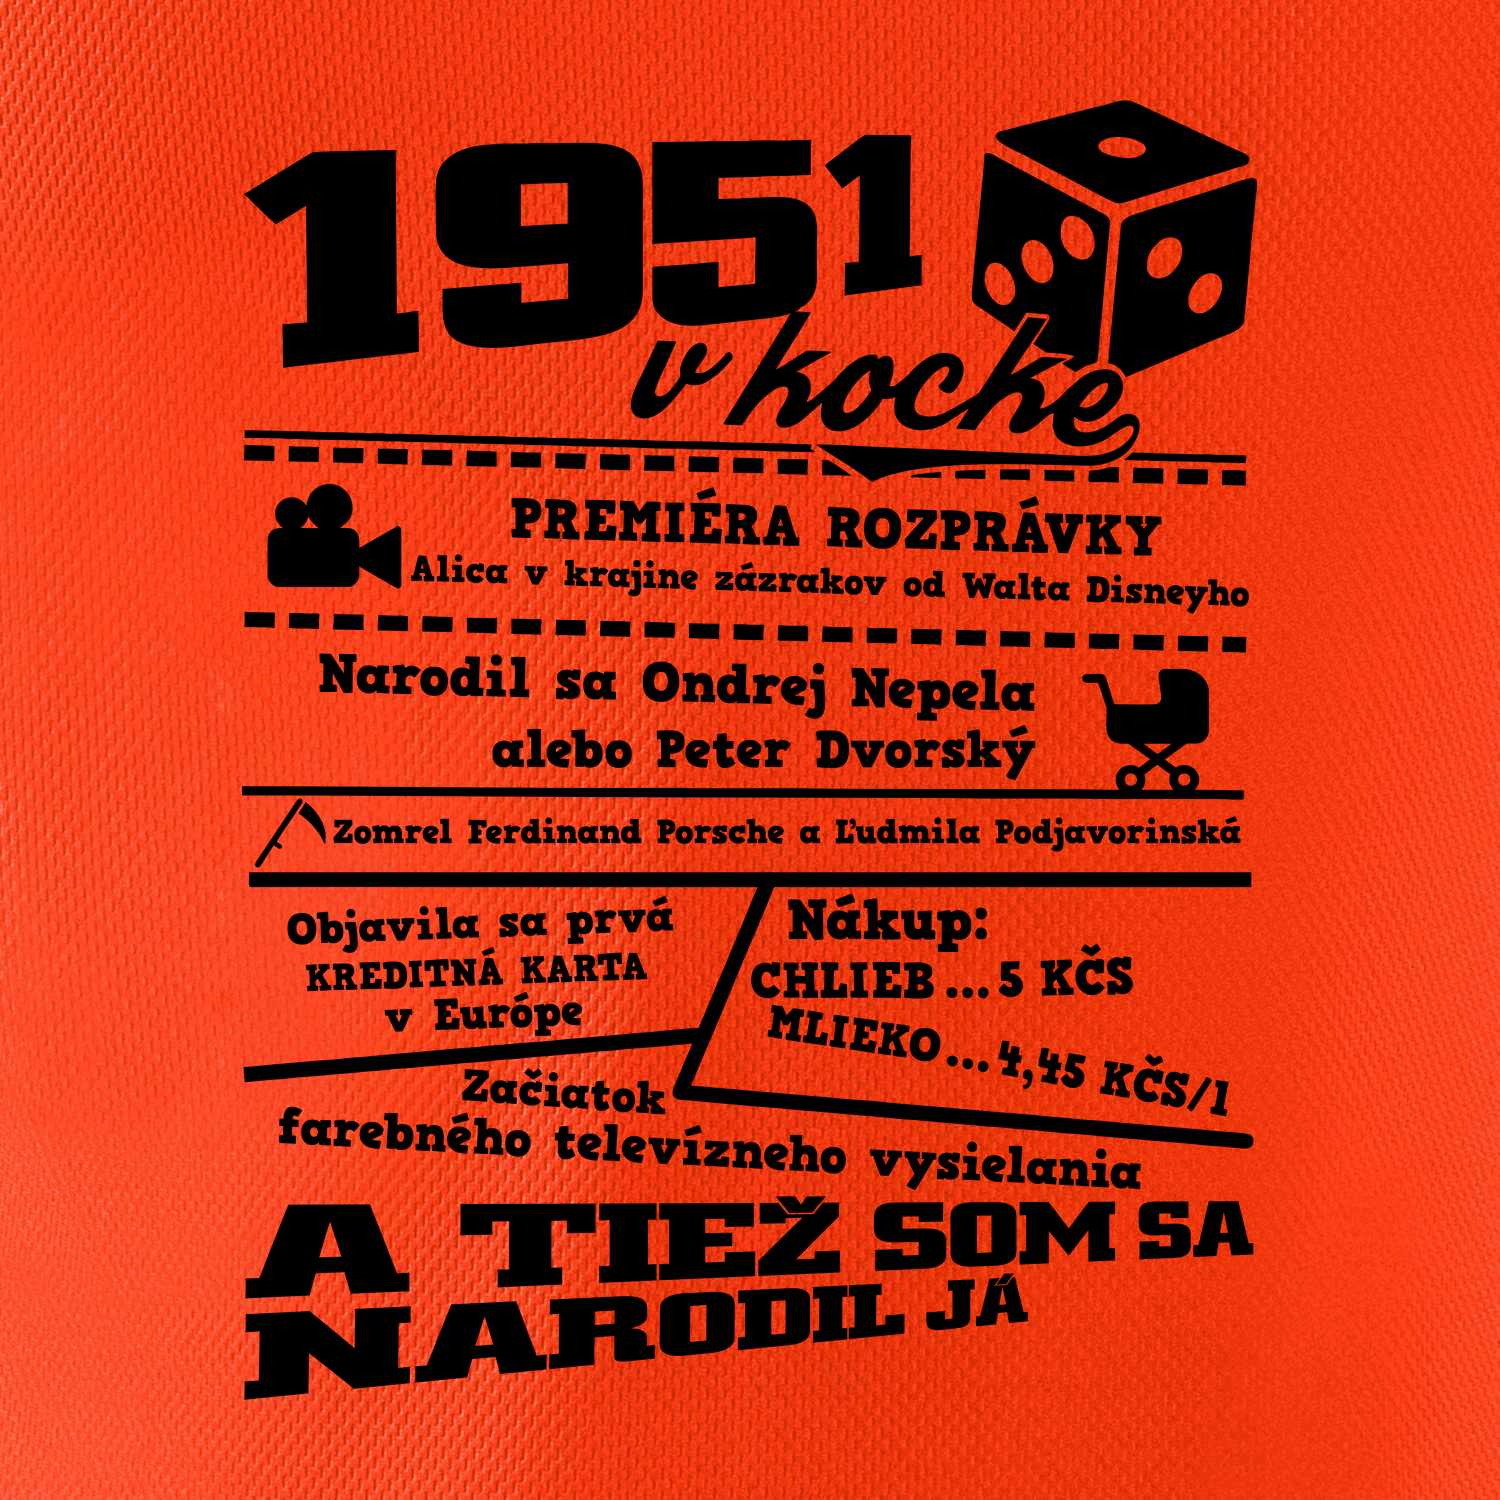 1951
v kocke
PREMIÉRA ROZPRÁVKY
Alica v krajine zázrakov od Walta Disneyho
Narodil sa Ondrej Nepela
alebo Peter Dvorský
Zomrel Ferdinand Porsche a Ľudmila Podjavorinská
Objavila sa prvá
KREDITNÁ KARTA
v Európe
Nákup:
CHLIEB...5 KČS
MLIEKO...4,45 KČS/l
Začiatok
farebného televízneho vysielania
A TIEŽ SOM SA
NARODIL JÁ